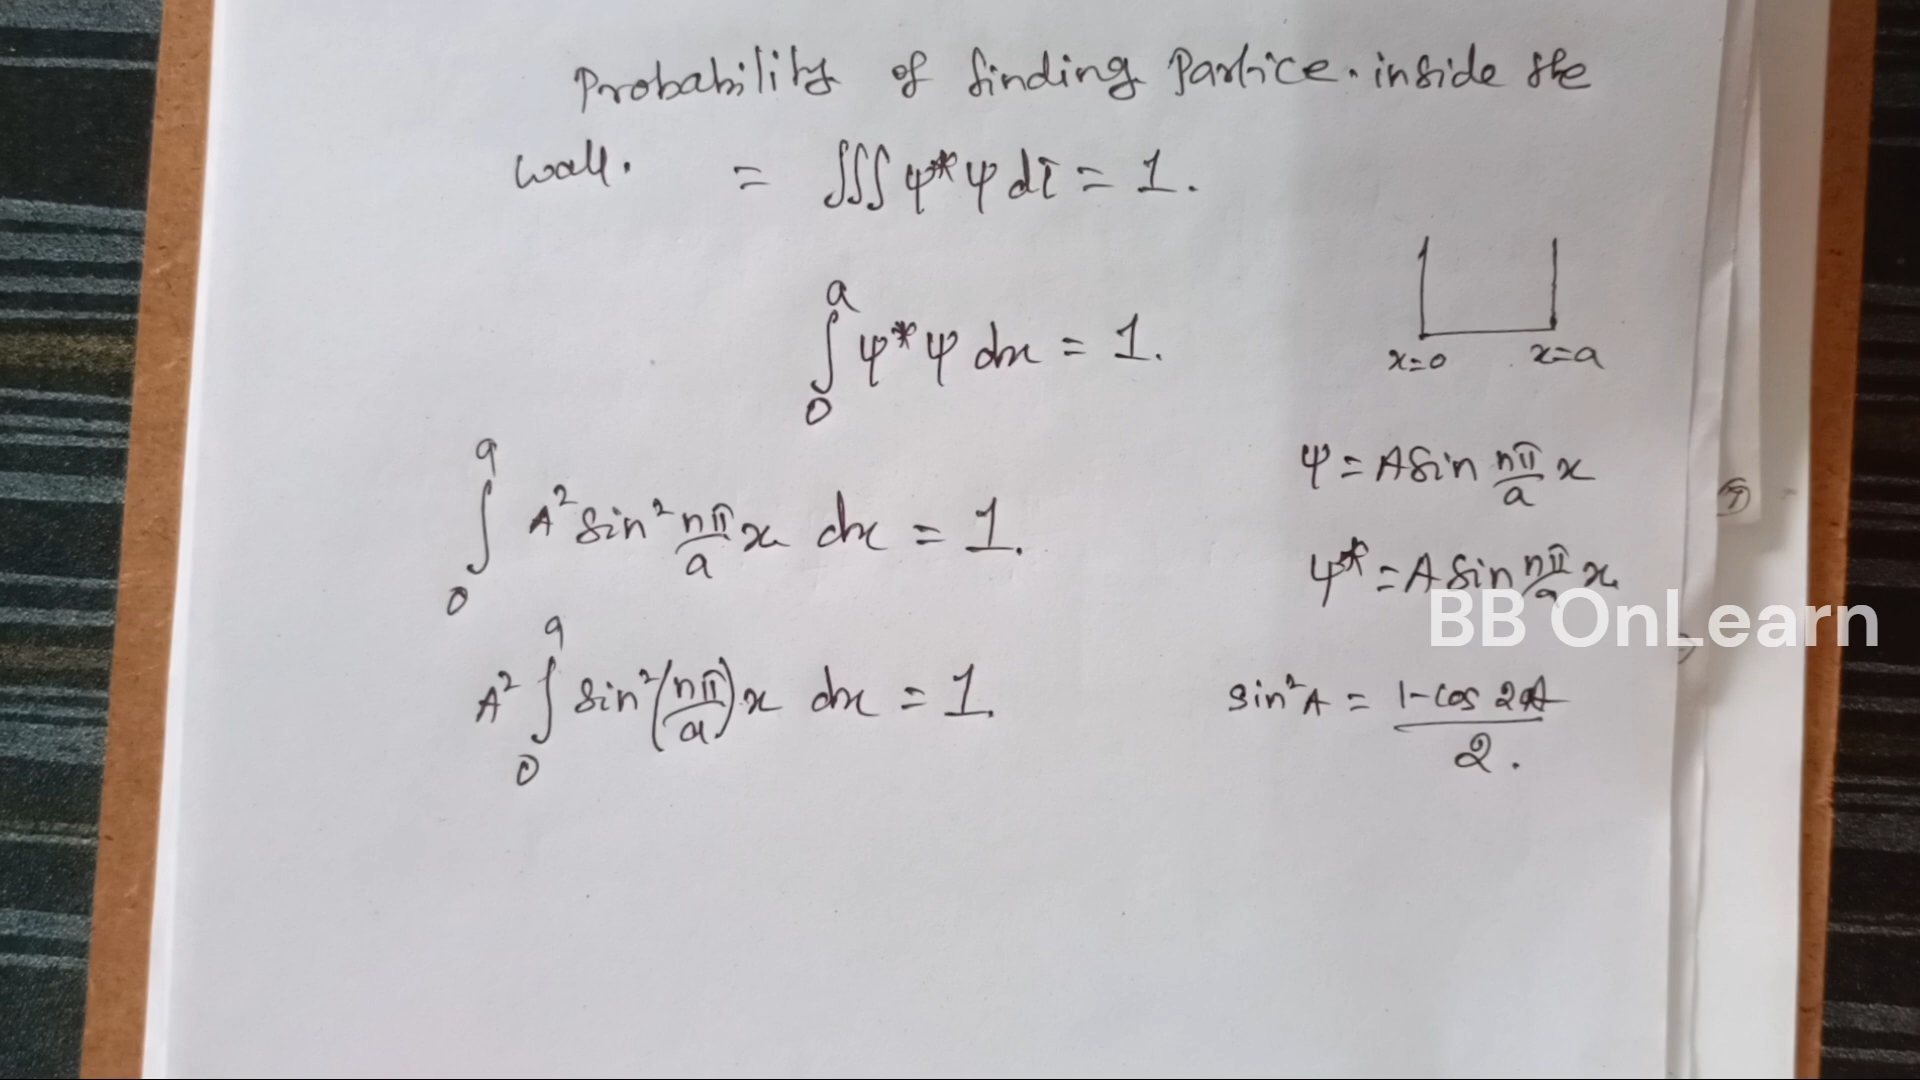 Probability of finding Partice. inside the
wall. = ∫∫∫ ψ*ψ dτ = 1.
∫₀ᵃ ψ*ψ dx = 1.
x=0 x=a
∫₀ᵃ A² sin² nπ/a x dx = 1.
ψ = A sin nπ/a x
ψ* = A sin nπ/a x
BB OnLearn
A² ∫₀ᵃ sin² (nπ/a) x dx = 1.
sin²A = 1-cos 2A / 2.